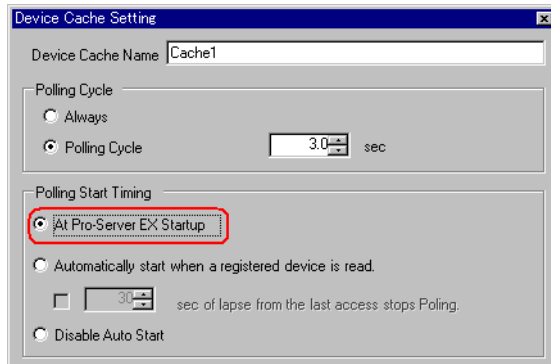 Device Cache Setting
Device Cache Name Cache1
Polling Cycle
Always
Polling Cycle 3.0 sec
Polling Start Timing
At Pro-Server EX Startup
Automatically start when a registered device is read.
30 sec of lapse from the last access stops Poling.
Disable Auto Start